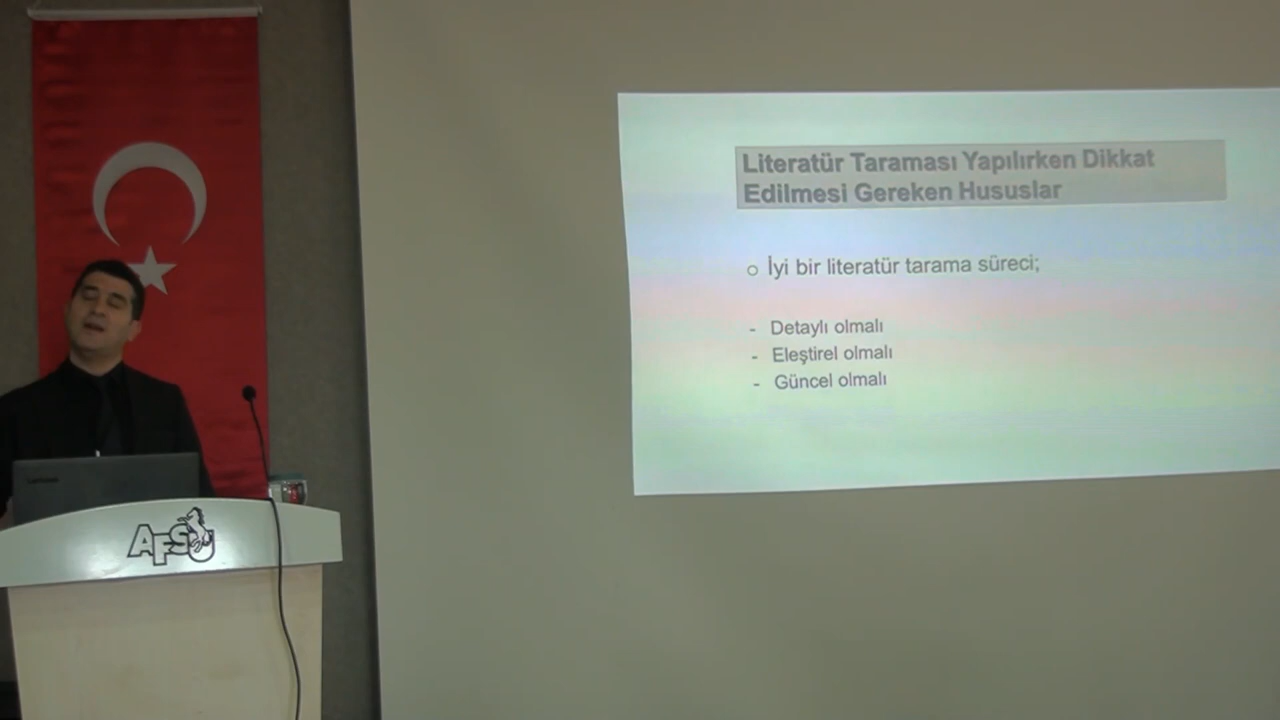 Literatür Taraması Yapılırken Dikkat
Edilmesi Gereken Hususlar
o İyi bir literatür tarama süreci;
- Detaylı olmalı
- Eleştirel olmalı
- Güncel olmalı
Lenovo
AFSÜ